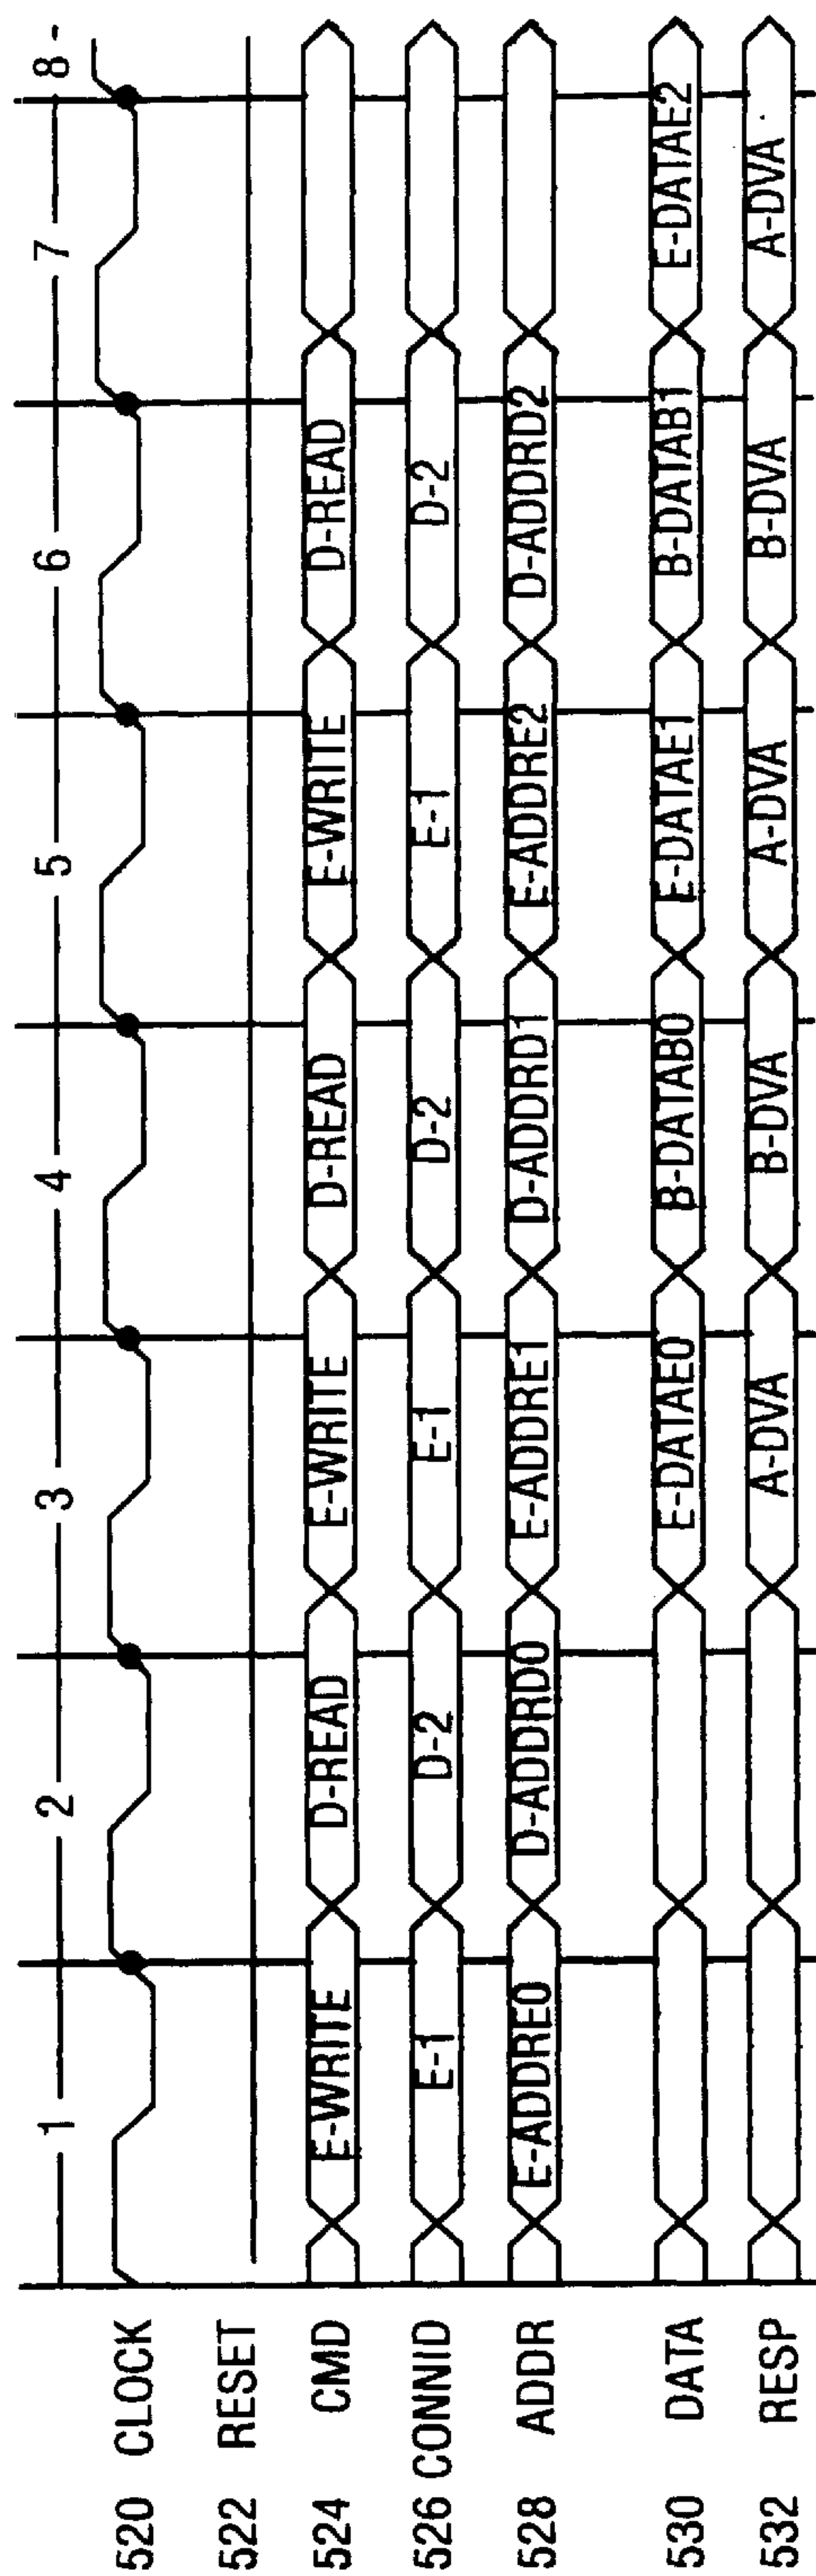 1 2 3 4 5 6 7 8
520 CLOCK
522 RESET
524 CMD E-WRITE D-READ E-WRITE D-READ E-WRITE D-READ
526 CONNID E-1 D-2 E-1 D-2 E-1 D-2
528 ADDR E-ADDRE0 D-ADDRD0 E-ADDRE1 D-ADDRD1 E-ADDRE2 D-ADDRD2
530 DATA E-DATAE0 B-DATAB0 E-DATAE1 B-DATAB1 E-DATAE2
532 RESP A-DVA B-DVA A-DVA B-DVA A-DVA